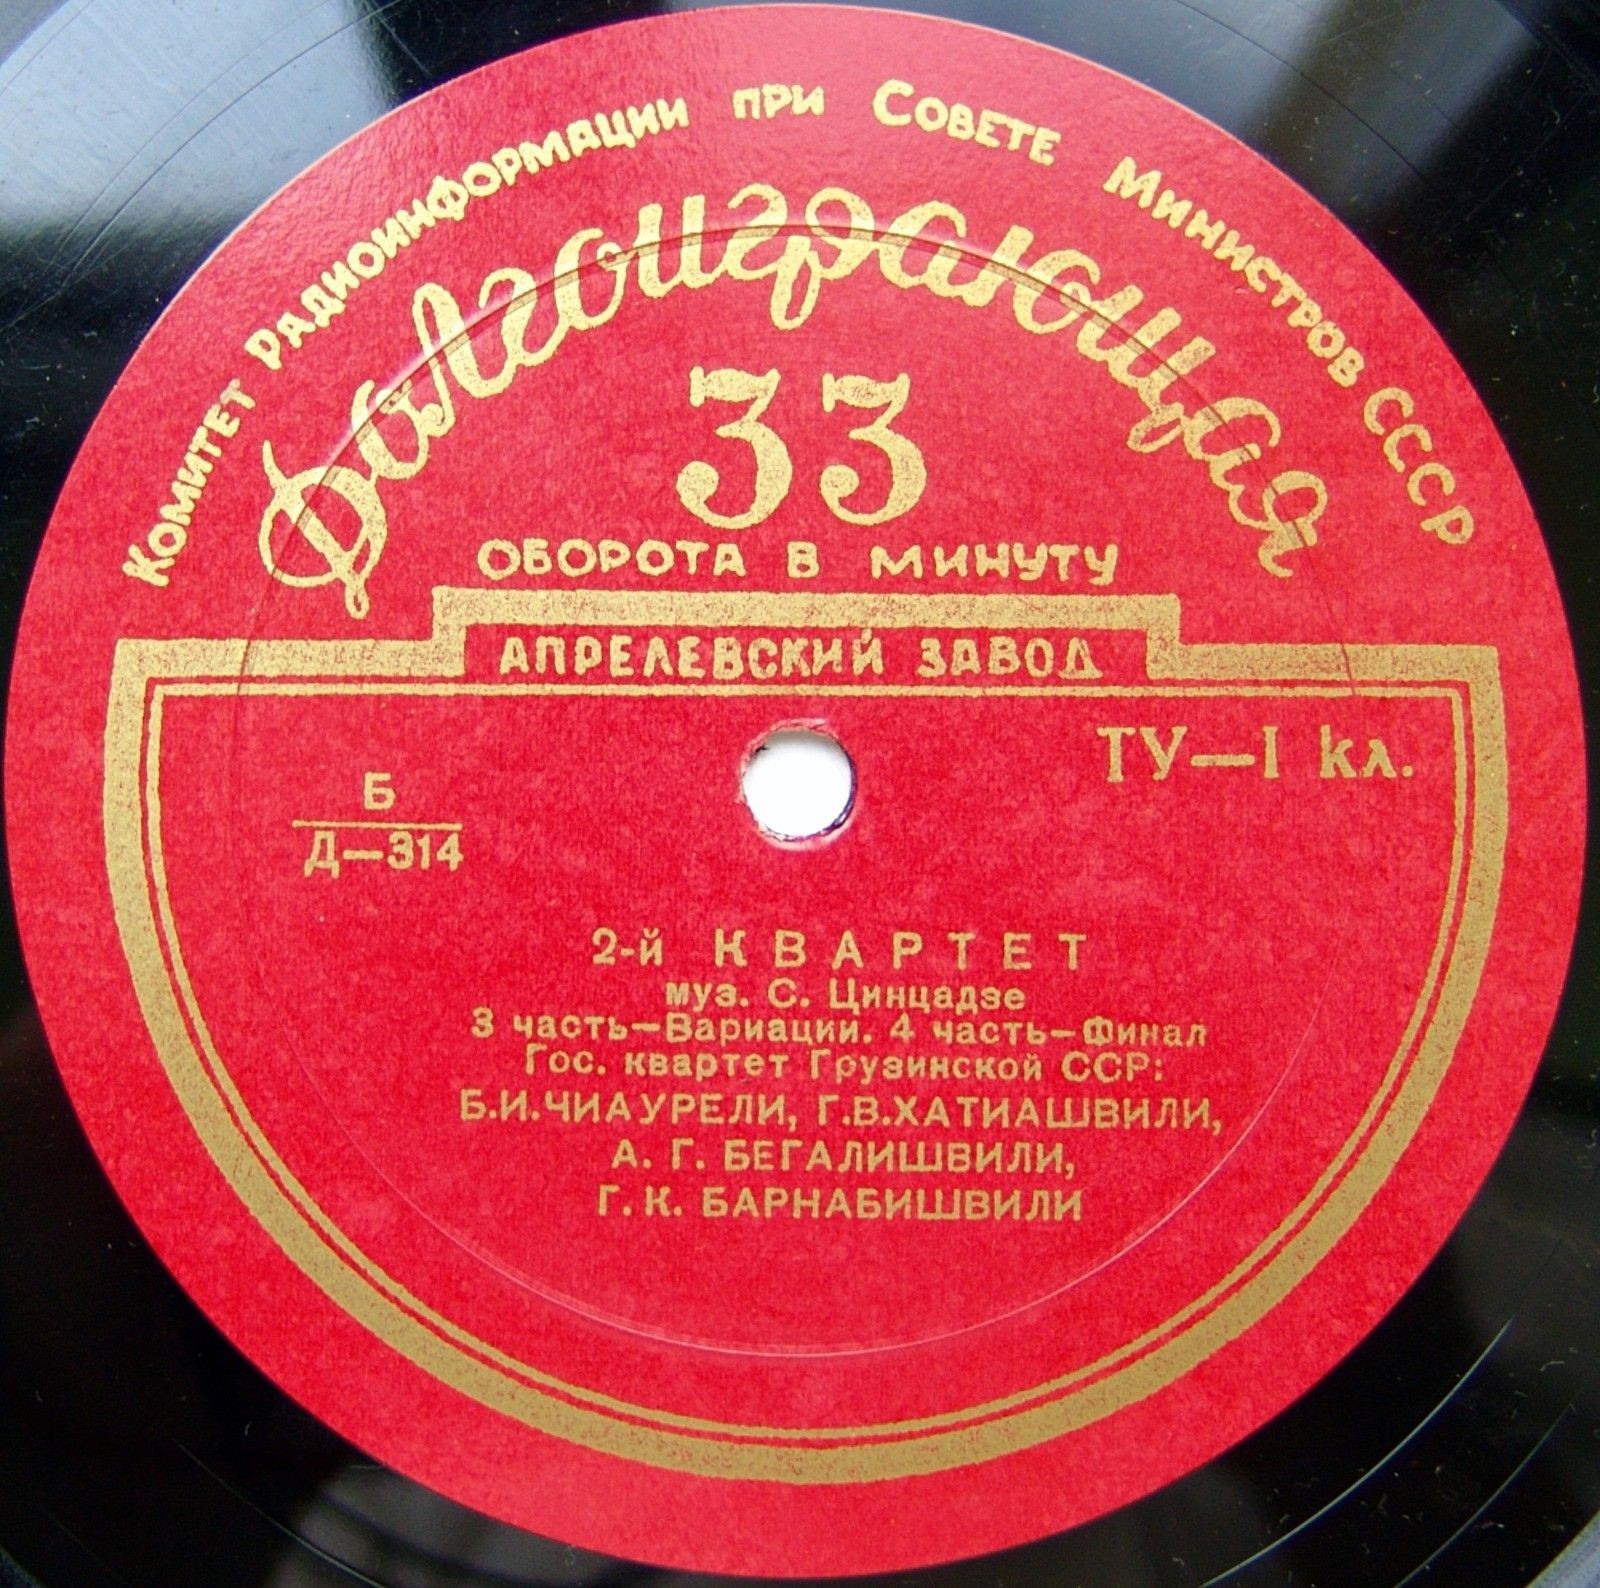 Комитет Радиоинформации при Совете Министров СССР
Долгоиграющая
33
ОБОРОТА В МИНУТУ
АПРЕЛЕВСКИЙ ЗАВОД
ТУ—I кл.
Б
Д—314
2-й КВАРТЕТ
муз. С. Цинцадзе
3 часть—Вариации. 4 часть—Финал
Гос. квартет Грузинской ССР:
Б.И.ЧИАУРЕЛИ, Г.В.ХАТИАШВИЛИ,
А. Г. БЕГАЛИШВИЛИ,
Г. К. БАРНАБИШВИЛИ